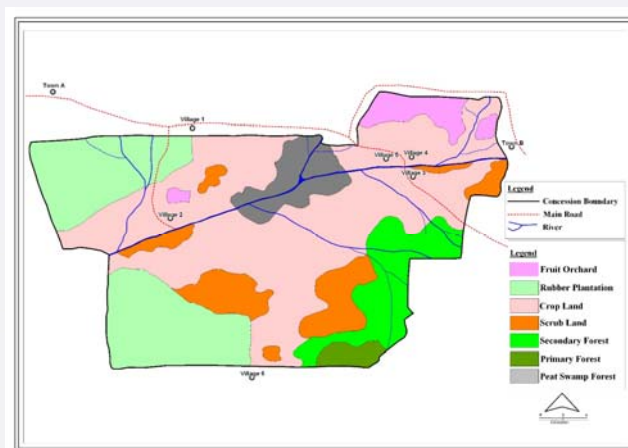 Town A
Village 1
Village 5
Village 4
Town B
Village 3
Village 2
Village 6
Legend
Concession Boundary
Main Road
River
Legend
Fruit Orchard
Rubber Plantation
Crop Land
Scrub Land
Secondary Forest
Primary Forest
Peat Swamp Forest